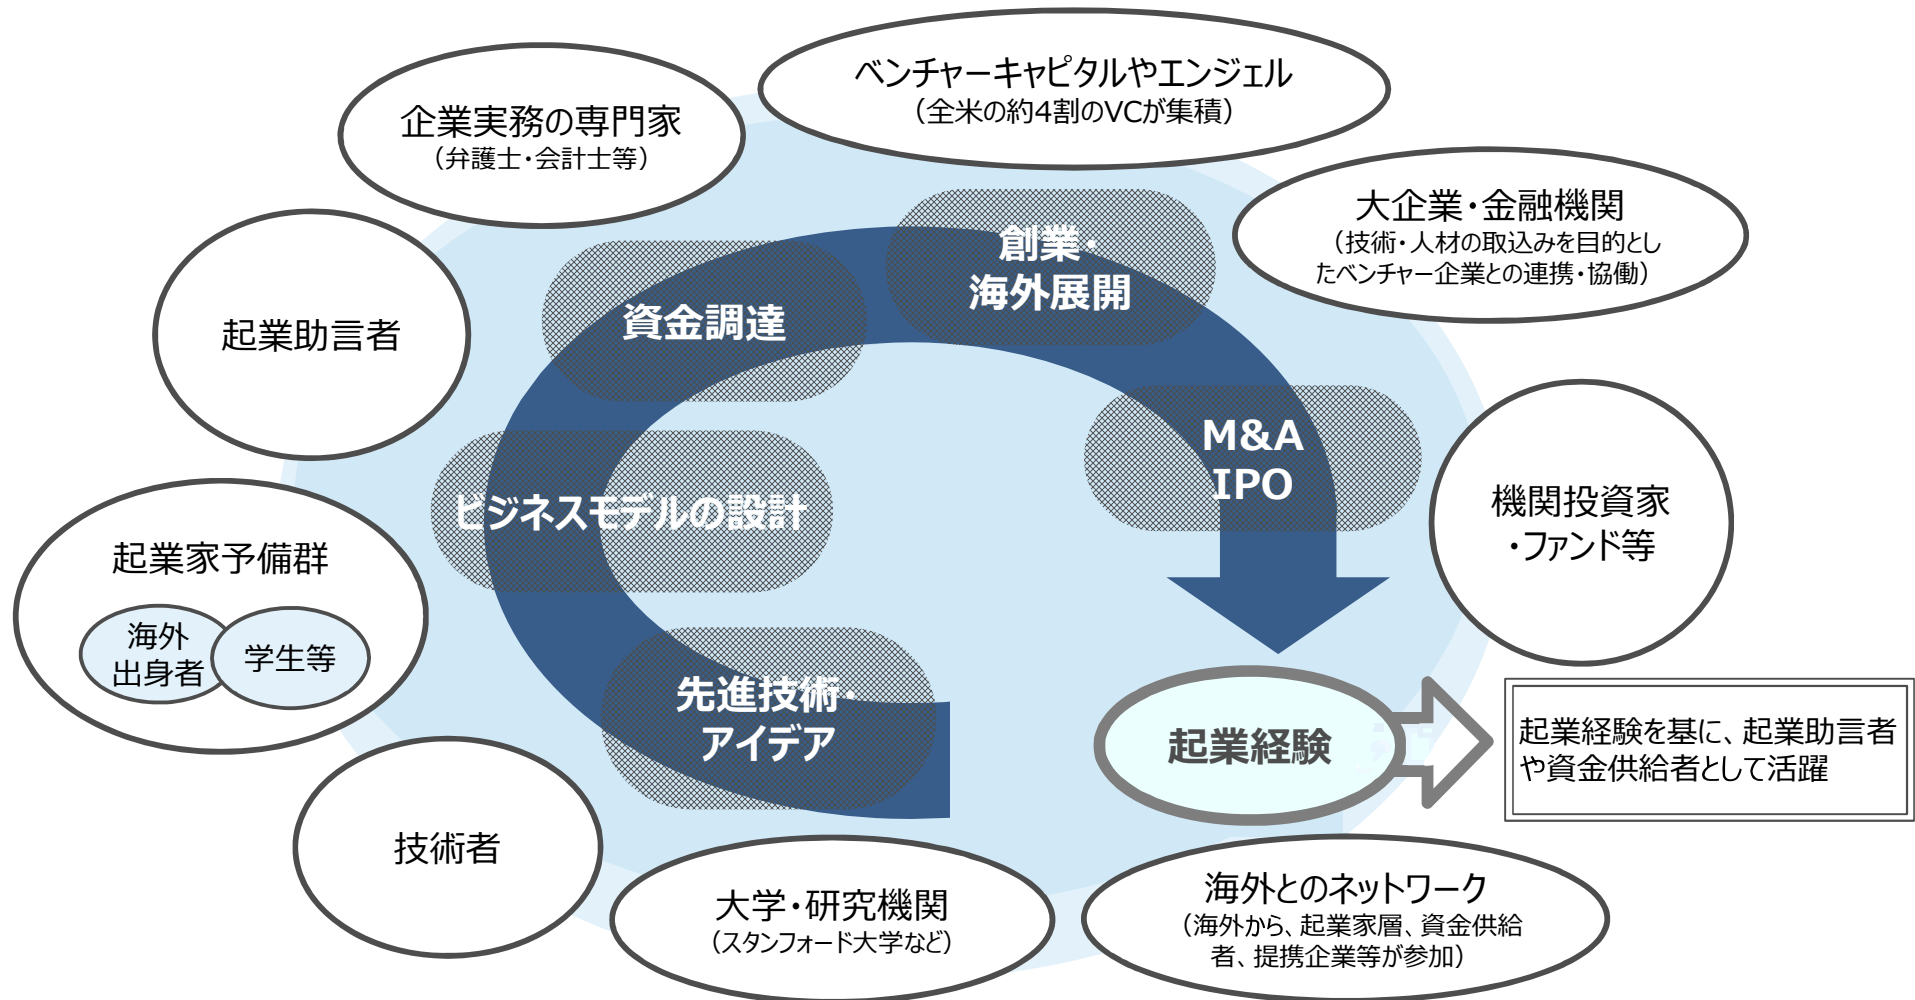 ベンチャーキャピタルやエンジェル
（全米の約4割のVCが集積）
企業実務の専門家
（弁護士・会計士等）
大企業・金融機関
（技術・人材の取込みを目的とし
たベンチャー企業との連携・協働）
創業・
海外展開
資金調達
起業助言者
M&A
IPO
ビジネスモデルの設計
機関投資家
・ファンド等
起業家予備群
海外
出身者
学生等
先進技術・
アイデア
起業経験
起業経験を基に、起業助言者
や資金供給者として活躍
技術者
大学・研究機関
（スタンフォード大学など）
海外とのネットワーク
（海外から、起業家層、資金供給
者、提携企業等が参加）